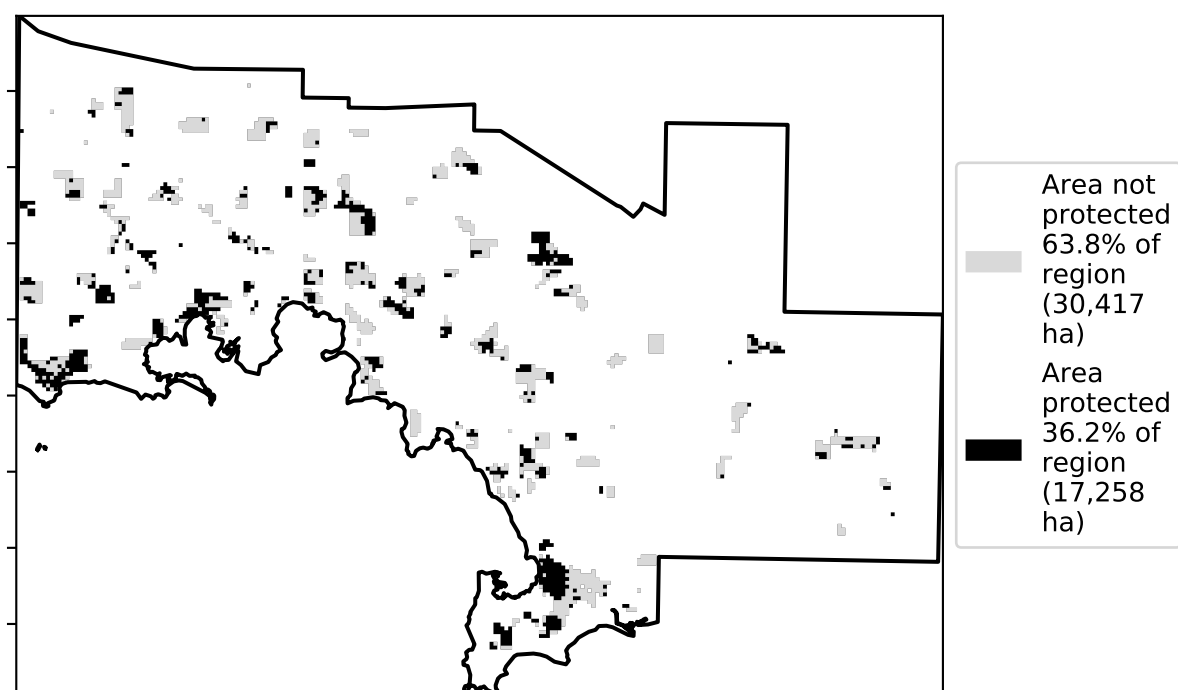 Area not
protected
63.8% of
region
(30,417
ha)
Area
protected
36.2% of
region
(17,258
ha)